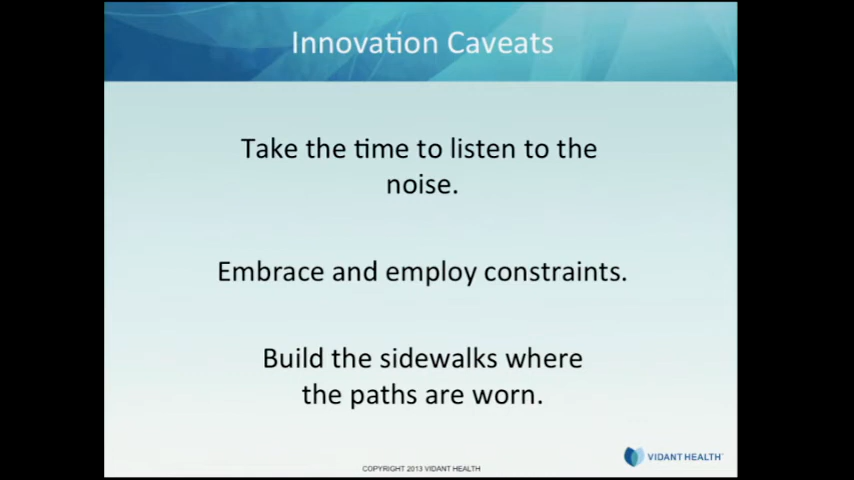 Innovation Caveats
Take the time to listen to the
noise.
Embrace and employ constraints.
Build the sidewalks where
the paths are worn.
VIDANT HEALTH
COPYRIGHT 2013 VIDANT HEALTH